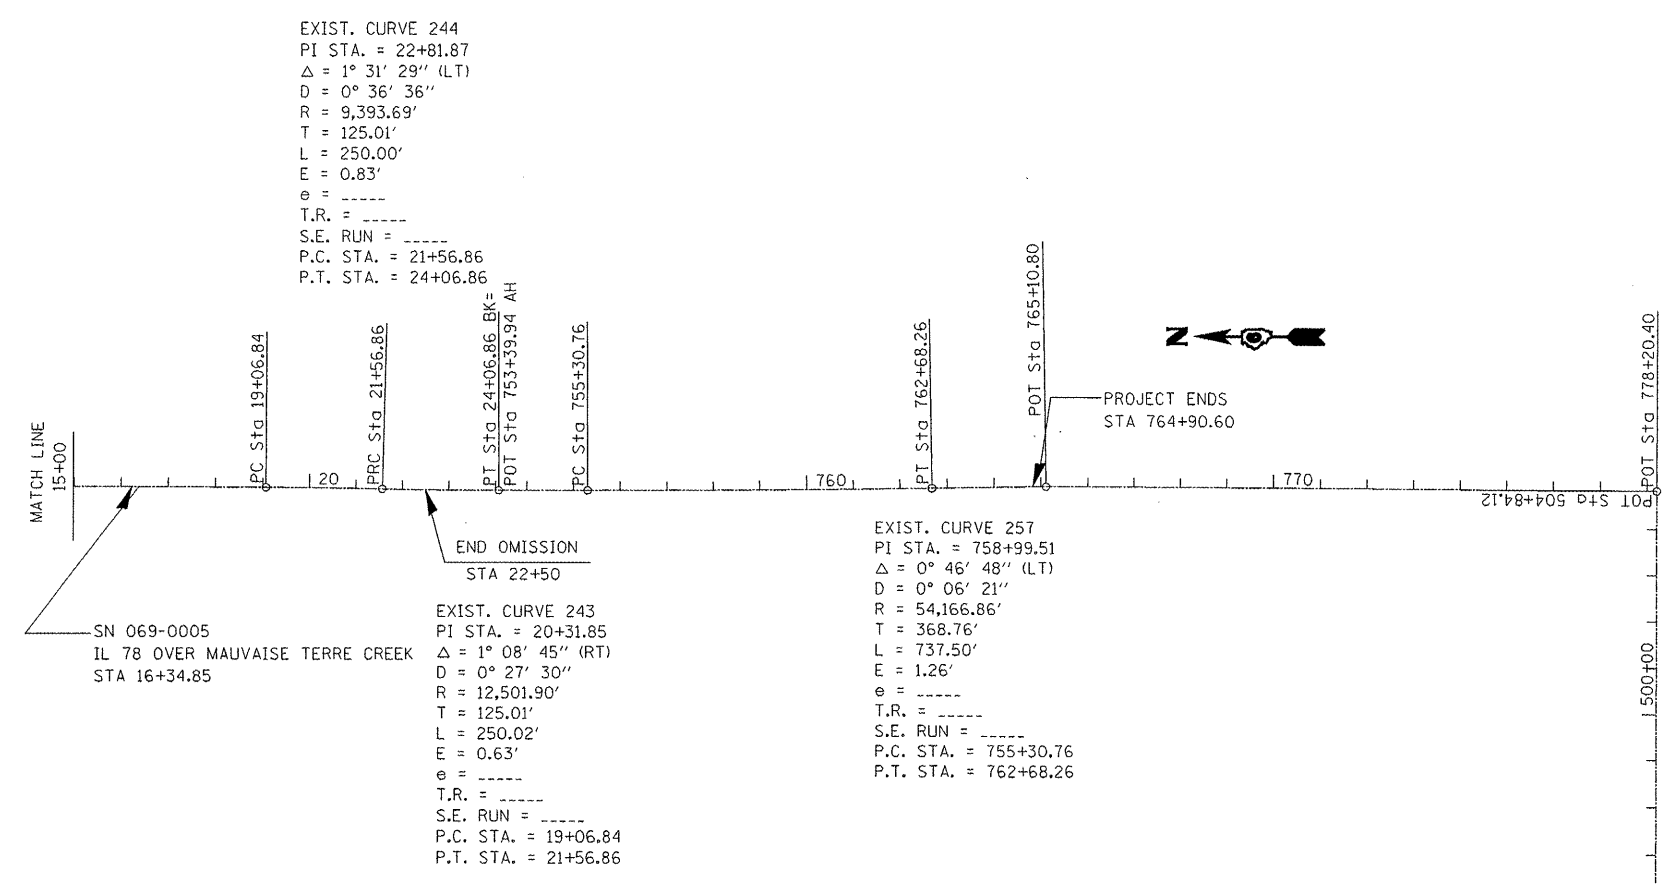 EXIST. CURVE 244
PI STA. = 22+81.87
△ = 1° 31′ 29′′ (LT)
D = 0° 36′ 36′′
R = 9,393.69′
T = 125.01′
L = 250.00′
E = 0.83′
e = _____
T.R. = _____
S.E. RUN = _____
P.C. STA. = 21+56.86
P.T. STA. = 24+06.86
MATCH LINE
15+00
PC Sta 19+06.84
20
PRC Sta 21+56.86
PT Sta 24+06.86 BK=
POT Sta 753+39.94 AH
PC Sta 755+30.76
760
PT Sta 762+68.26
POT Sta 765+10.80
N
PROJECT ENDS
STA 764+90.60
770
POT Sta 778+20.40
POT Sta 504+84.12
500+00
END OMISSION
STA 22+50
SN 069-0005
IL 78 OVER MAUVAISE TERRE CREEK
STA 16+34.85
EXIST. CURVE 243
PI STA. = 20+31.85
△ = 1° 08′ 45′′ (RT)
D = 0° 27′ 30′′
R = 12,501.90′
T = 125.01′
L = 250.02′
E = 0.63′
e = _____
T.R. = _____
S.E. RUN = _____
P.C. STA. = 19+06.84
P.T. STA. = 21+56.86
EXIST. CURVE 257
PI STA. = 758+99.51
△ = 0° 46′ 48′′ (LT)
D = 0° 06′ 21′′
R = 54,166.86′
T = 368.76′
L = 737.50′
E = 1.26′
e = _____
T.R. = _____
S.E. RUN = _____
P.C. STA. = 755+30.76
P.T. STA. = 762+68.26